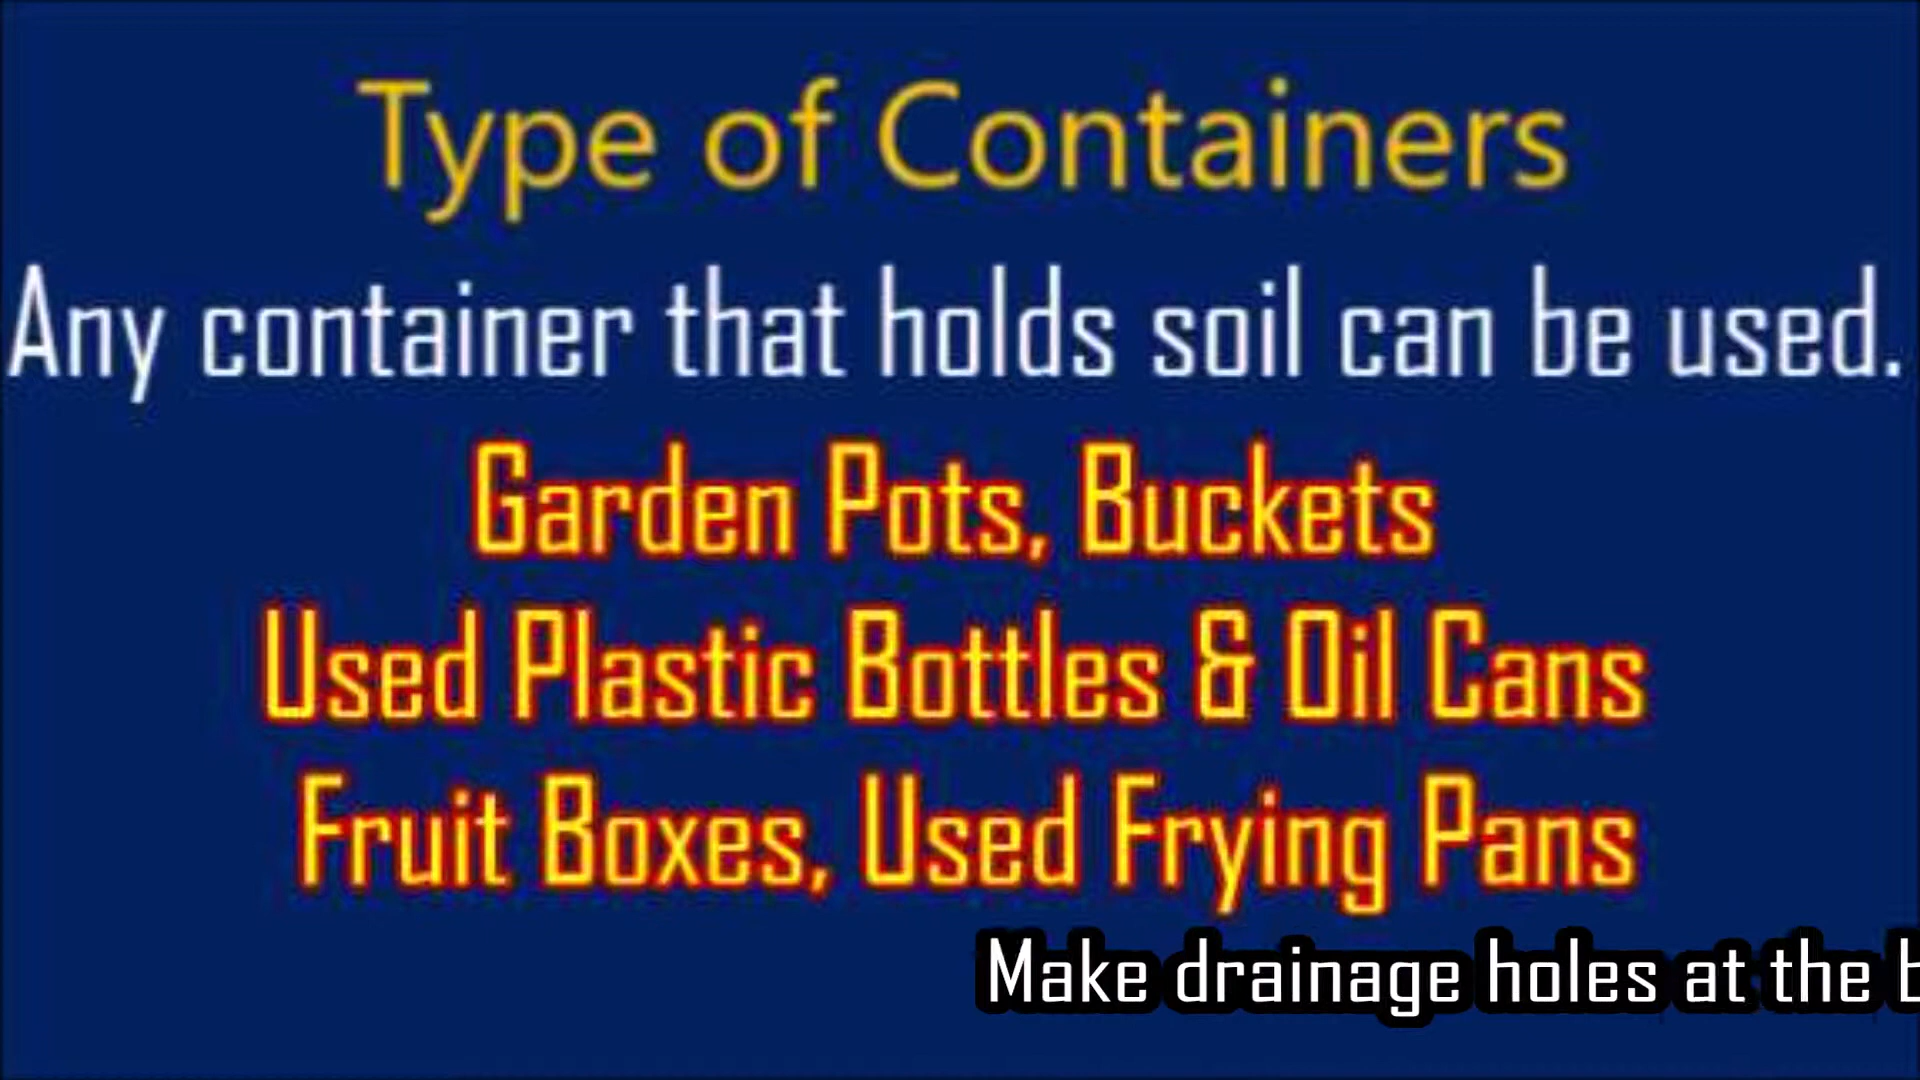 Type of Containers
Any container that holds soil can be used.
Garden Pots, Buckets
Used Plastic Bottles & Oil Cans
Fruit Boxes, Used Frying Pans
Make drainage holes at the